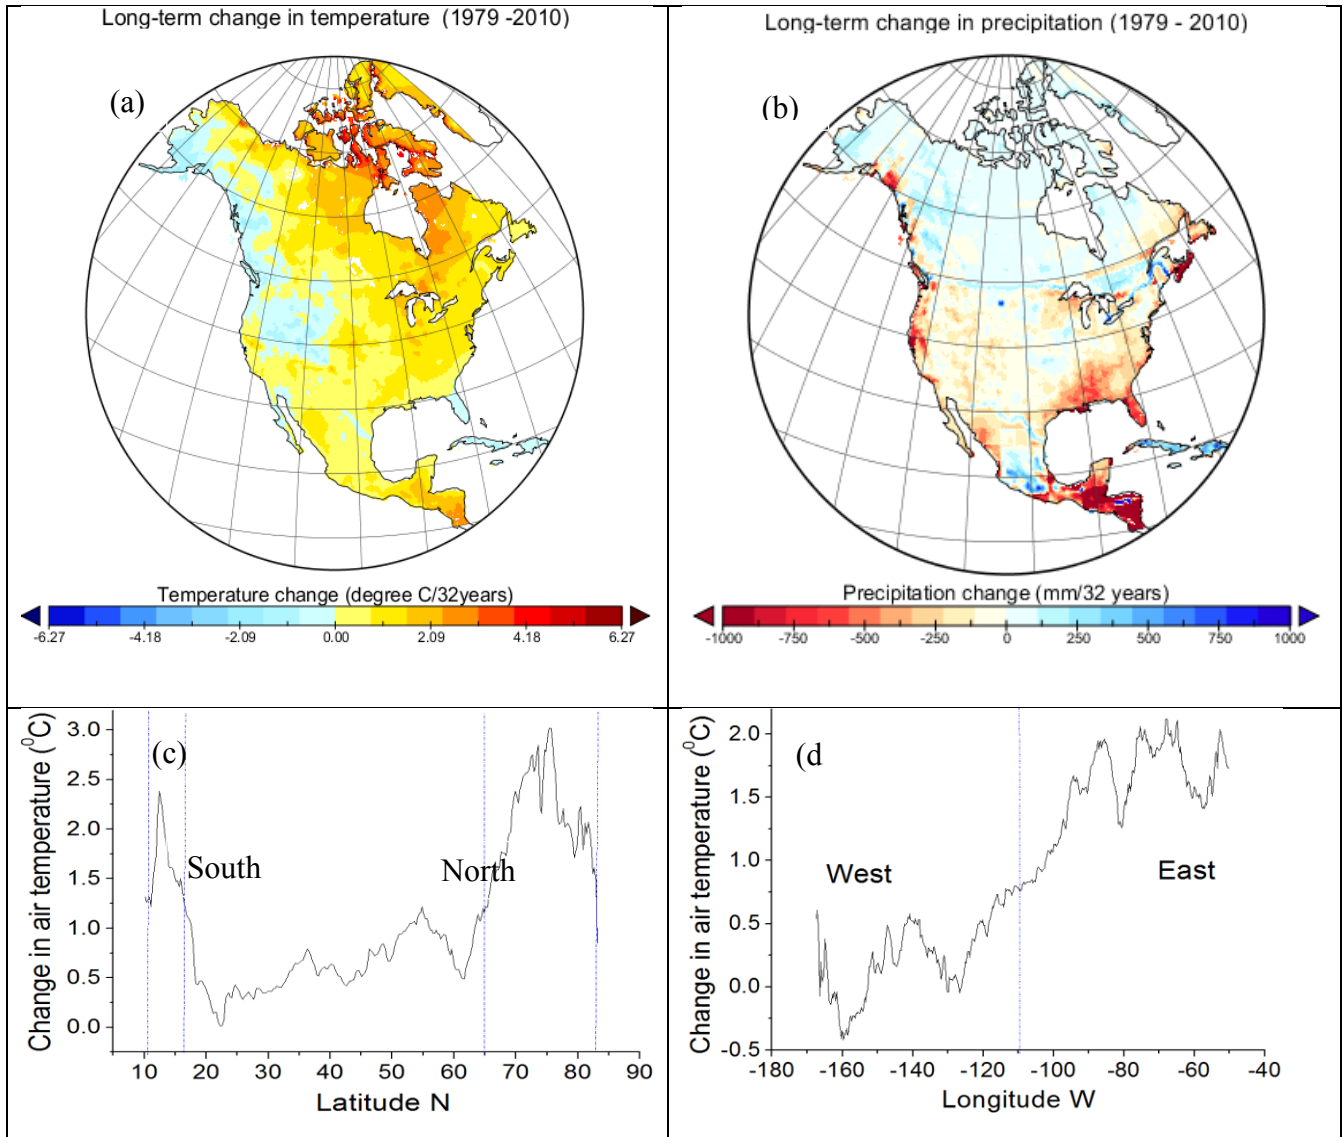 Long-term change in temperature (1979 -2010)
(a)
Temperature change (degree C/32years)
-6.27 -4.18 -2.09 0.00 2.09 4.18 6.27
Long-term change in precipitation (1979 - 2010)
(b)
Precipitation change (mm/32 years)
-1000 -750 -500 -250 0 250 500 750 1000
(c)
Change in air temperature (⁰C)
3.0
2.5
2.0
1.5
1.0
0.5
0.0
South
North
10 20 30 40 50 60 70 80 90
Latitude N
(d
Change in air temperature (⁰C)
2.0
1.5
1.0
0.5
0.0
-0.5
West
East
-180 -160 -140 -120 -100 -80 -60 -40
Longitude W